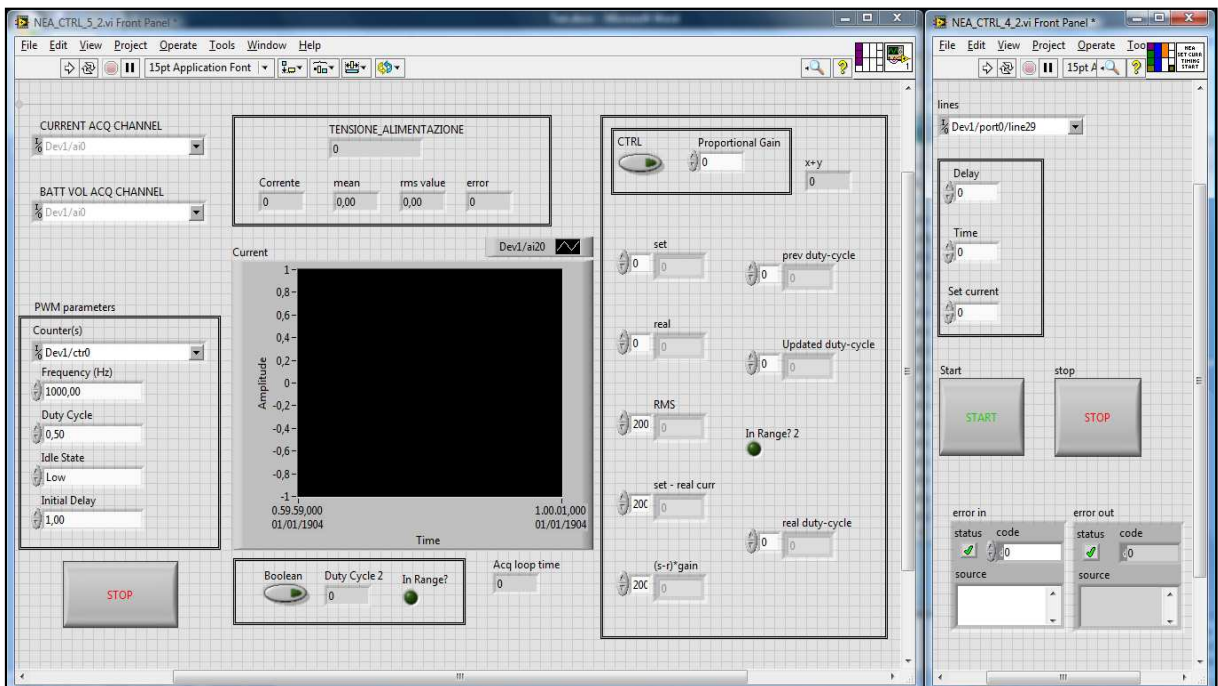 NEA_CTRL_5_2.vi Front Panel *
File Edit View Project Operate Tools Window Help
15pt Application Font
1
CURRENT ACQ CHANNEL
Dev1/ai0
BATT VOL ACQ CHANNEL
Dev1/ai0
PWM parameters
Counter(s)
Dev1/ctr0
Frequency (Hz)
1000,00
Duty Cycle
0,50
Idle State
Low
Initial Delay
1,00
STOP
TENSIONE_ALIMENTAZIONE
0
Corrente mean rms value error
0 0,00 0,00 0
Current
Dev1/ai20
1
0,8
0,6
0,4
0,2
0
-0,2
-0,4
-0,6
-0,8
-1
Amplitude
0.59.59,000 1.00.01,000
01/01/1904 01/01/1904
Time
Boolean Duty Cycle 2 In Range?
0
Acq loop time
0
CTRL Proportional Gain
0
x+y
0
set
0 0
prev duty-cycle
0 0
real
0 0
Updated duty-cycle
0 0
RMS
200 0
In Range? 2
set - real curr
200 0
real duty-cycle
0 0
(s-r)*gain
200 0
NEA_CTRL_4_2.vi Front Panel *
File Edit View Project Operate Too
15pt A
NEA
SET CURR
TIMING
START
lines
Dev1/port0/line29
Delay
0
Time
0
Set current
0
Start stop
START STOP
error in error out
status code status code
0 0
source source